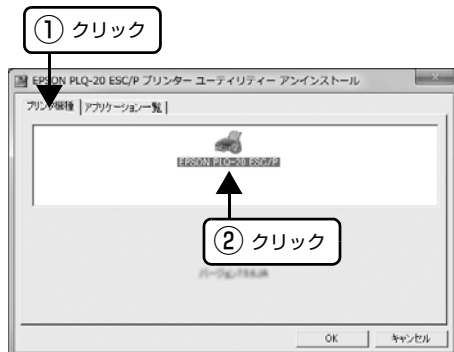 ① クリック
EPSON PLQ-20 ESC/P プリンター ユーティリティー アンインストール
プリンタ機種 アプリケーション一覧
EPSON PLQ-20 ESC/P
② クリック
OK キャンセル